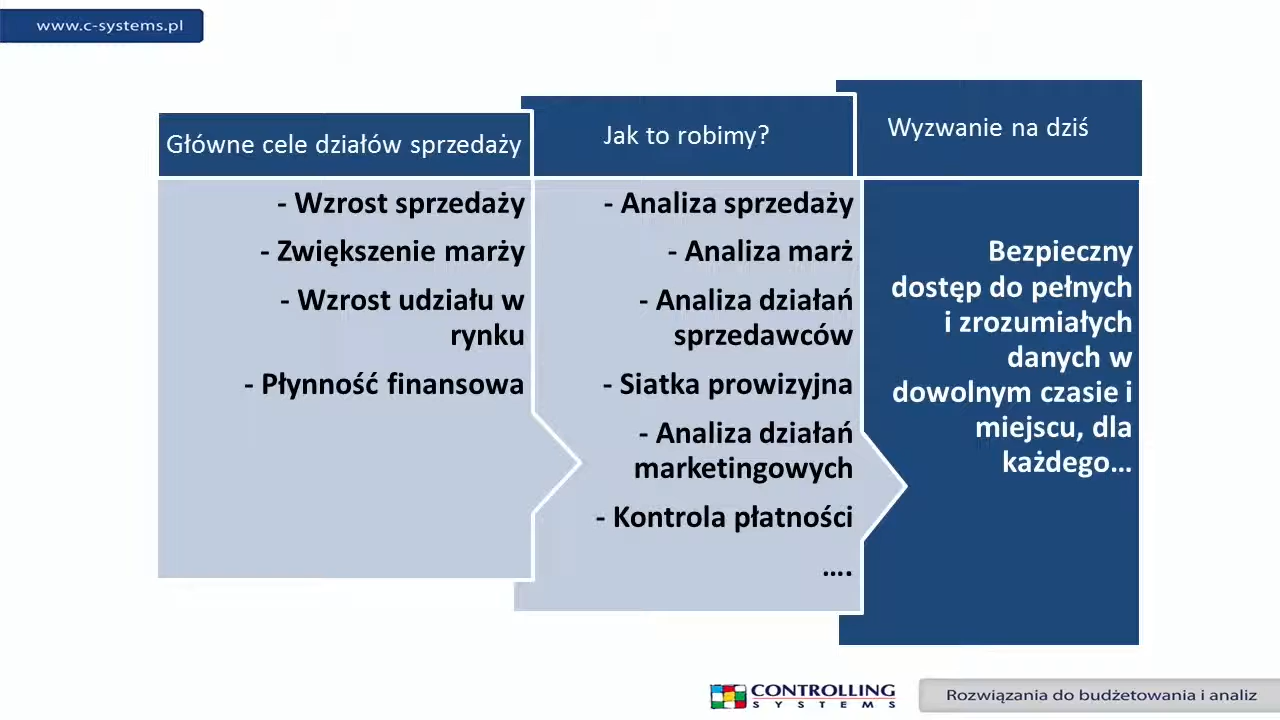 www.c-systems.pl
Główne cele działów sprzedaży
- Wzrost sprzedaży
- Zwiększenie marży
- Wzrost udziału w
rynku
- Płynność finansowa
Jak to robimy?
- Analiza sprzedaży
- Analiza marż
- Analiza działań
sprzedawców
- Siatka prowizyjna
- Analiza działań
marketingowych
- Kontrola płatności
....
Wyzwanie na dziś
Bezpieczny
dostęp do pełnych
i zrozumiałych
danych w
dowolnym czasie i
miejscu, dla
każdego...
CONTROLLING
SYSTEMS
Rozwiązania do budżetowania i analiz